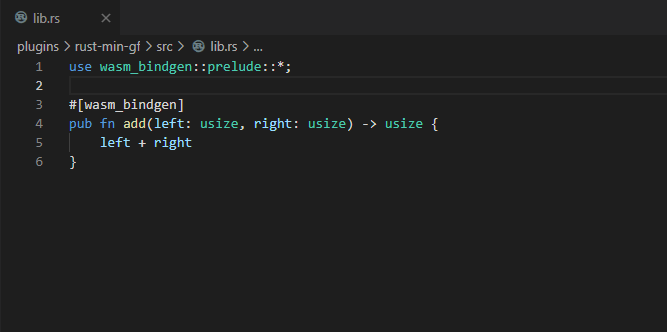 lib.rs
plugins > rust-min-gf > src > lib.rs > ...
1 use wasm_bindgen::prelude::*;
2
3 #[wasm_bindgen]
4 pub fn add(left: usize, right: usize) -> usize {
5     left + right
6 }